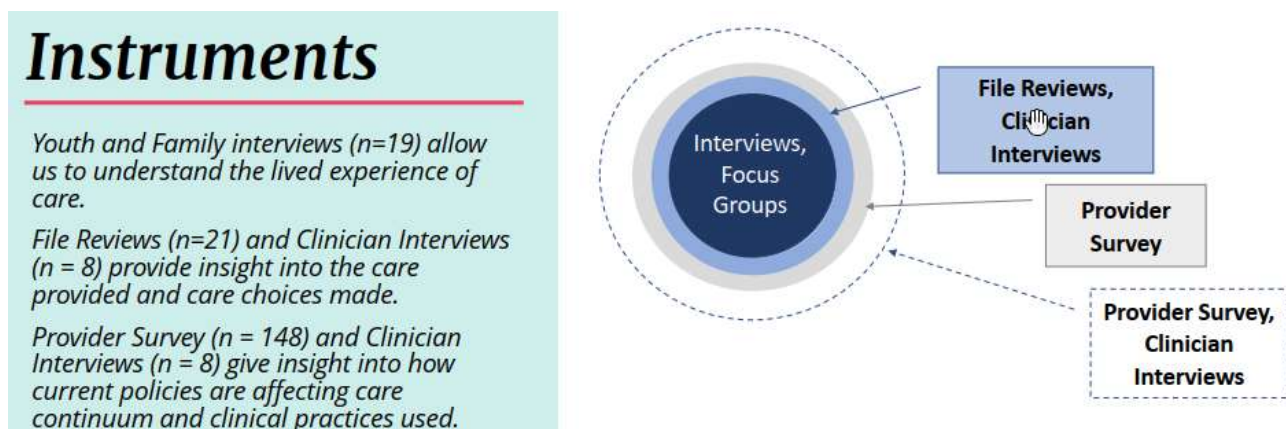 Instruments
Youth and Family interviews (n=19) allow
us to understand the lived experience of
care.
File Reviews (n=21) and Clinician Interviews
(n = 8) provide insight into the care
provided and care choices made.
Provider Survey (n = 148) and Clinician
Interviews (n = 8) give insight into how
current policies are affecting care
continuum and clinical practices used.
Interviews,
Focus
Groups
File Reviews,
Clinician
Interviews
Provider
Survey
Provider Survey,
Clinician
Interviews